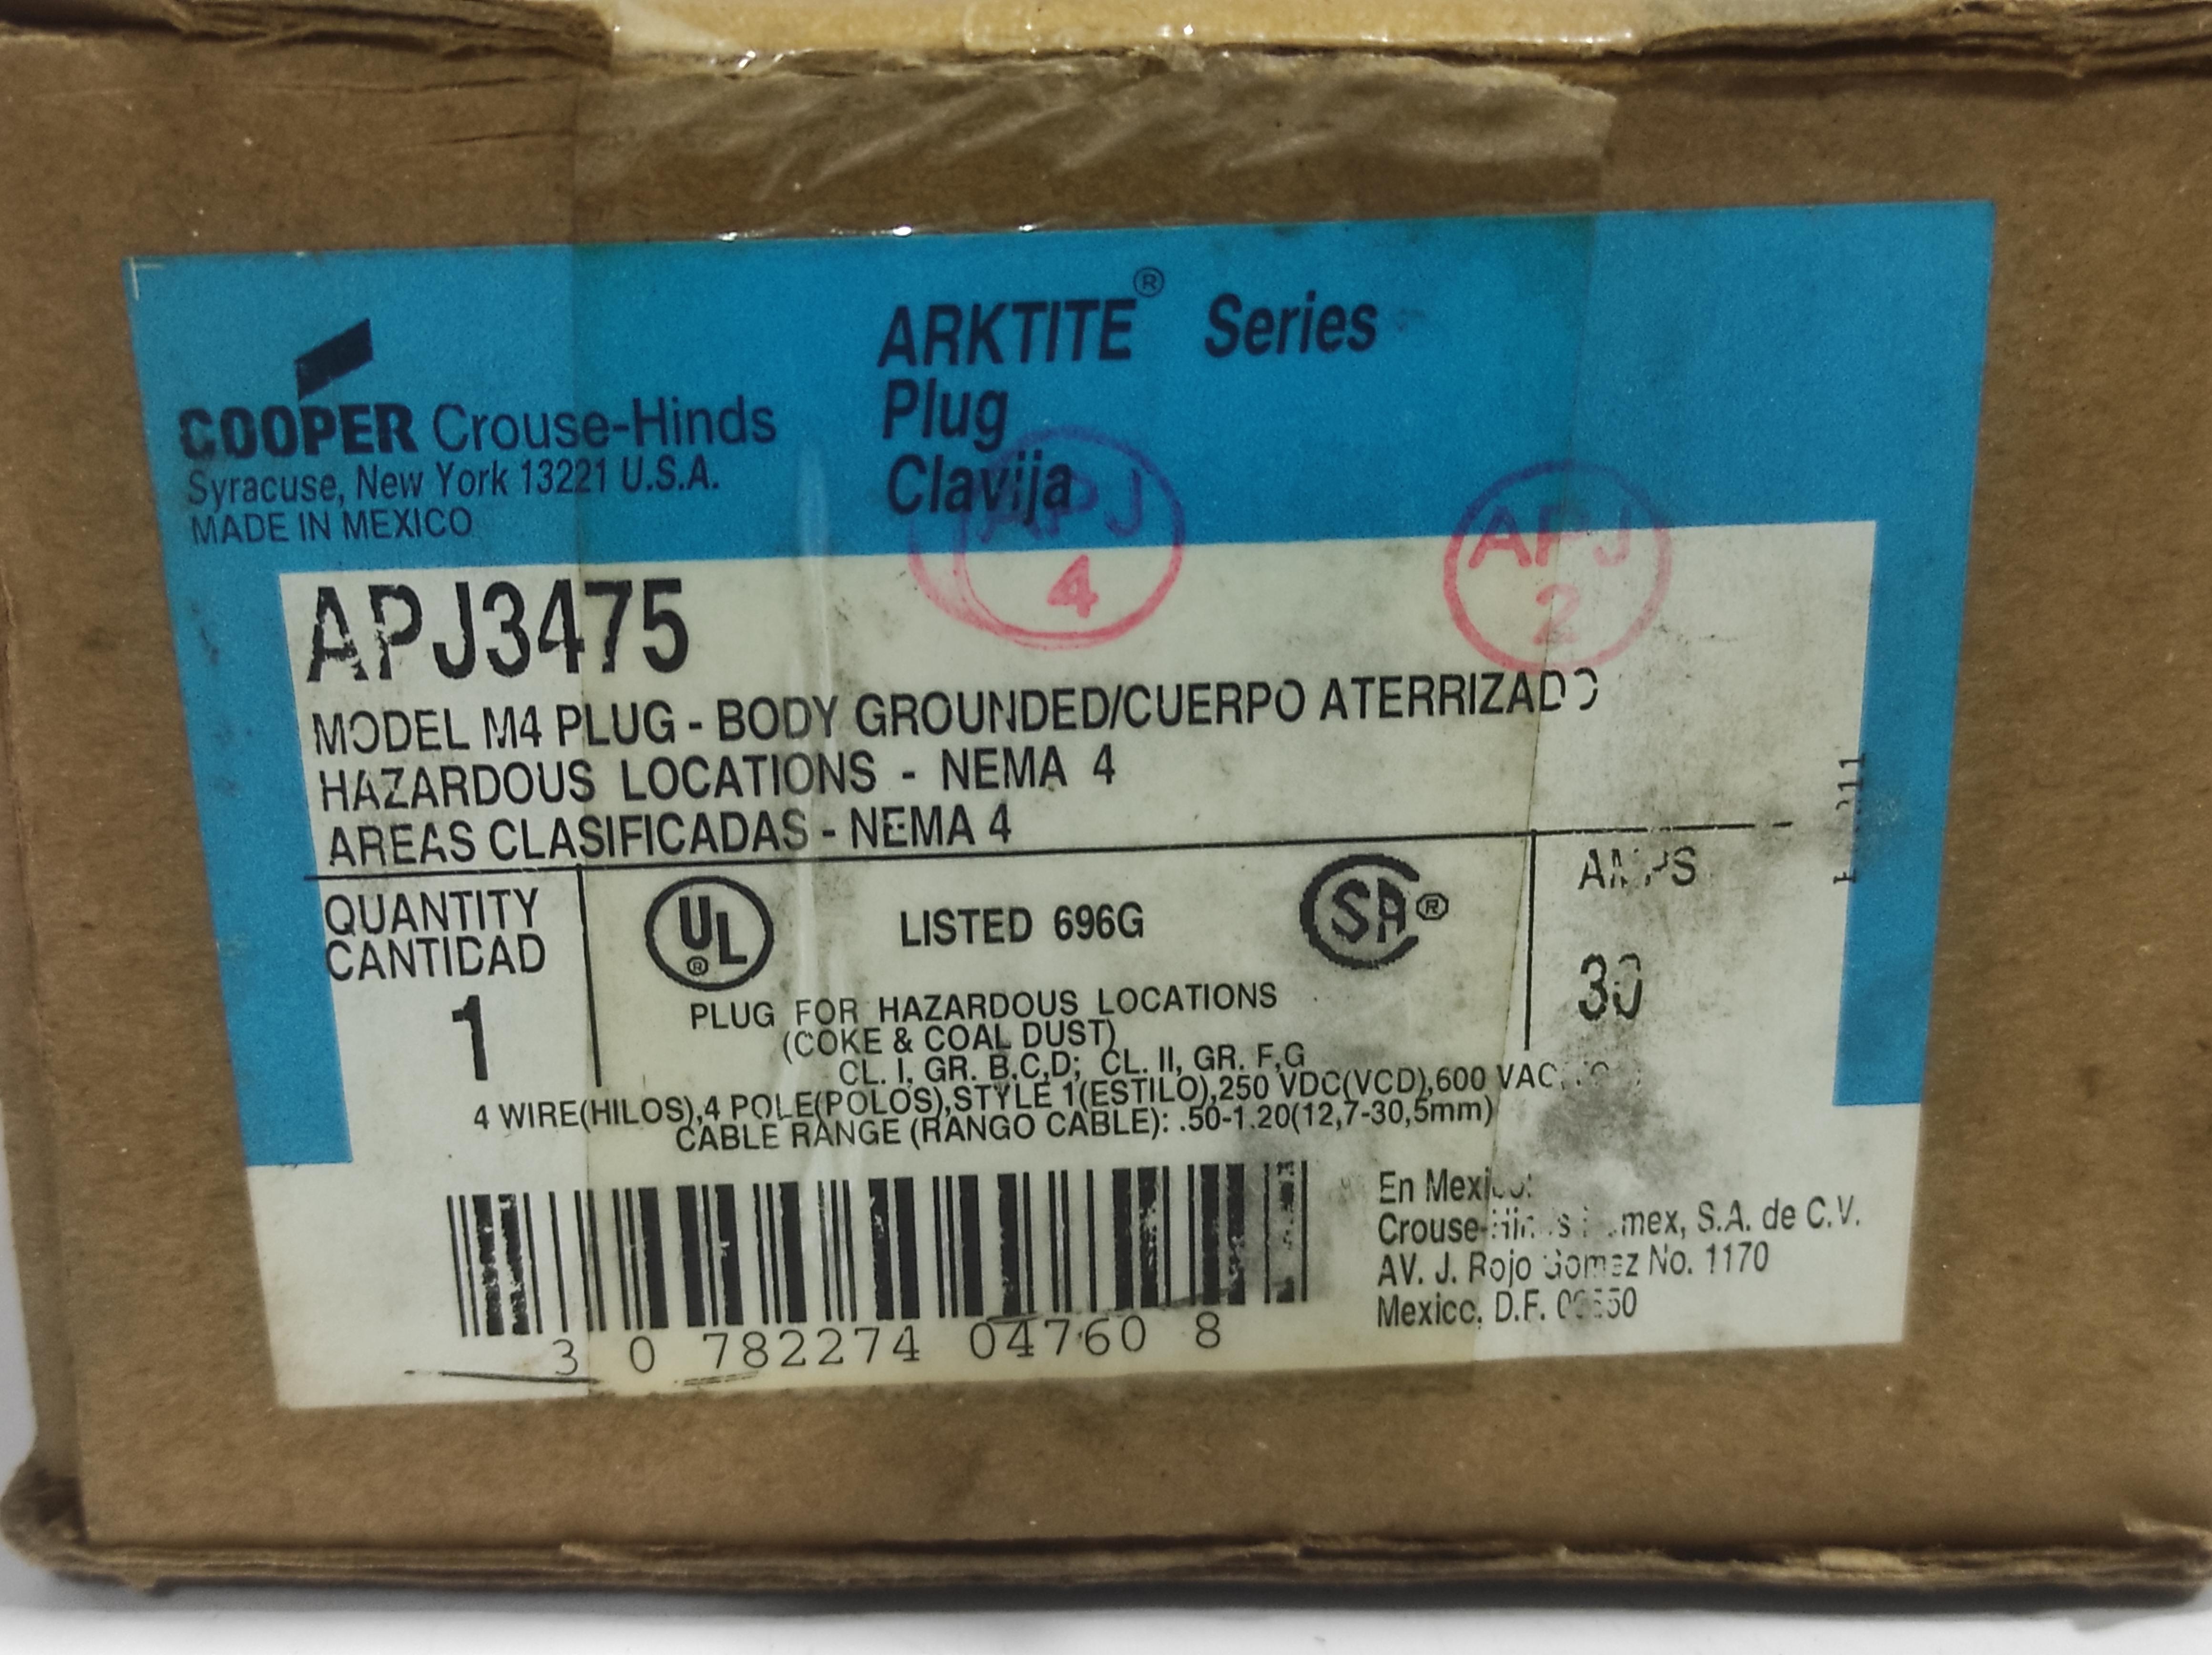 ARKTITE® Series
Plug
Clavija
COOPER Crouse-Hinds
Syracuse, New York 13221 U.S.A.
MADE IN MEXICO
APJ
4
APJ
2
APJ3475
MODEL M4 PLUG - BODY GROUNDED/CUERPO ATERRIZADO
HAZARDOUS LOCATIONS - NEMA 4
AREAS CLASIFICADAS - NEMA 4
QUANTITY
CANTIDAD
1
UL®
LISTED 696G
SA®
AMPS
30
PLUG FOR HAZARDOUS LOCATIONS
(COKE & COAL DUST)
CL. I, GR. B,C,D; CL. II, GR. F,G
4 WIRE(HILOS),4 POLE(POLOS),STYLE 1(ESTILO),250 VDC(VCD),600 VAC
CABLE RANGE (RANGO CABLE): .50-1.20(12,7-30,5mm)
3 0 782274 04760 8
En Mexico:
Crouse-Hinds S.A. de C.V.
AV. J. Rojo Gomez No. 1170
Mexico, D.F.